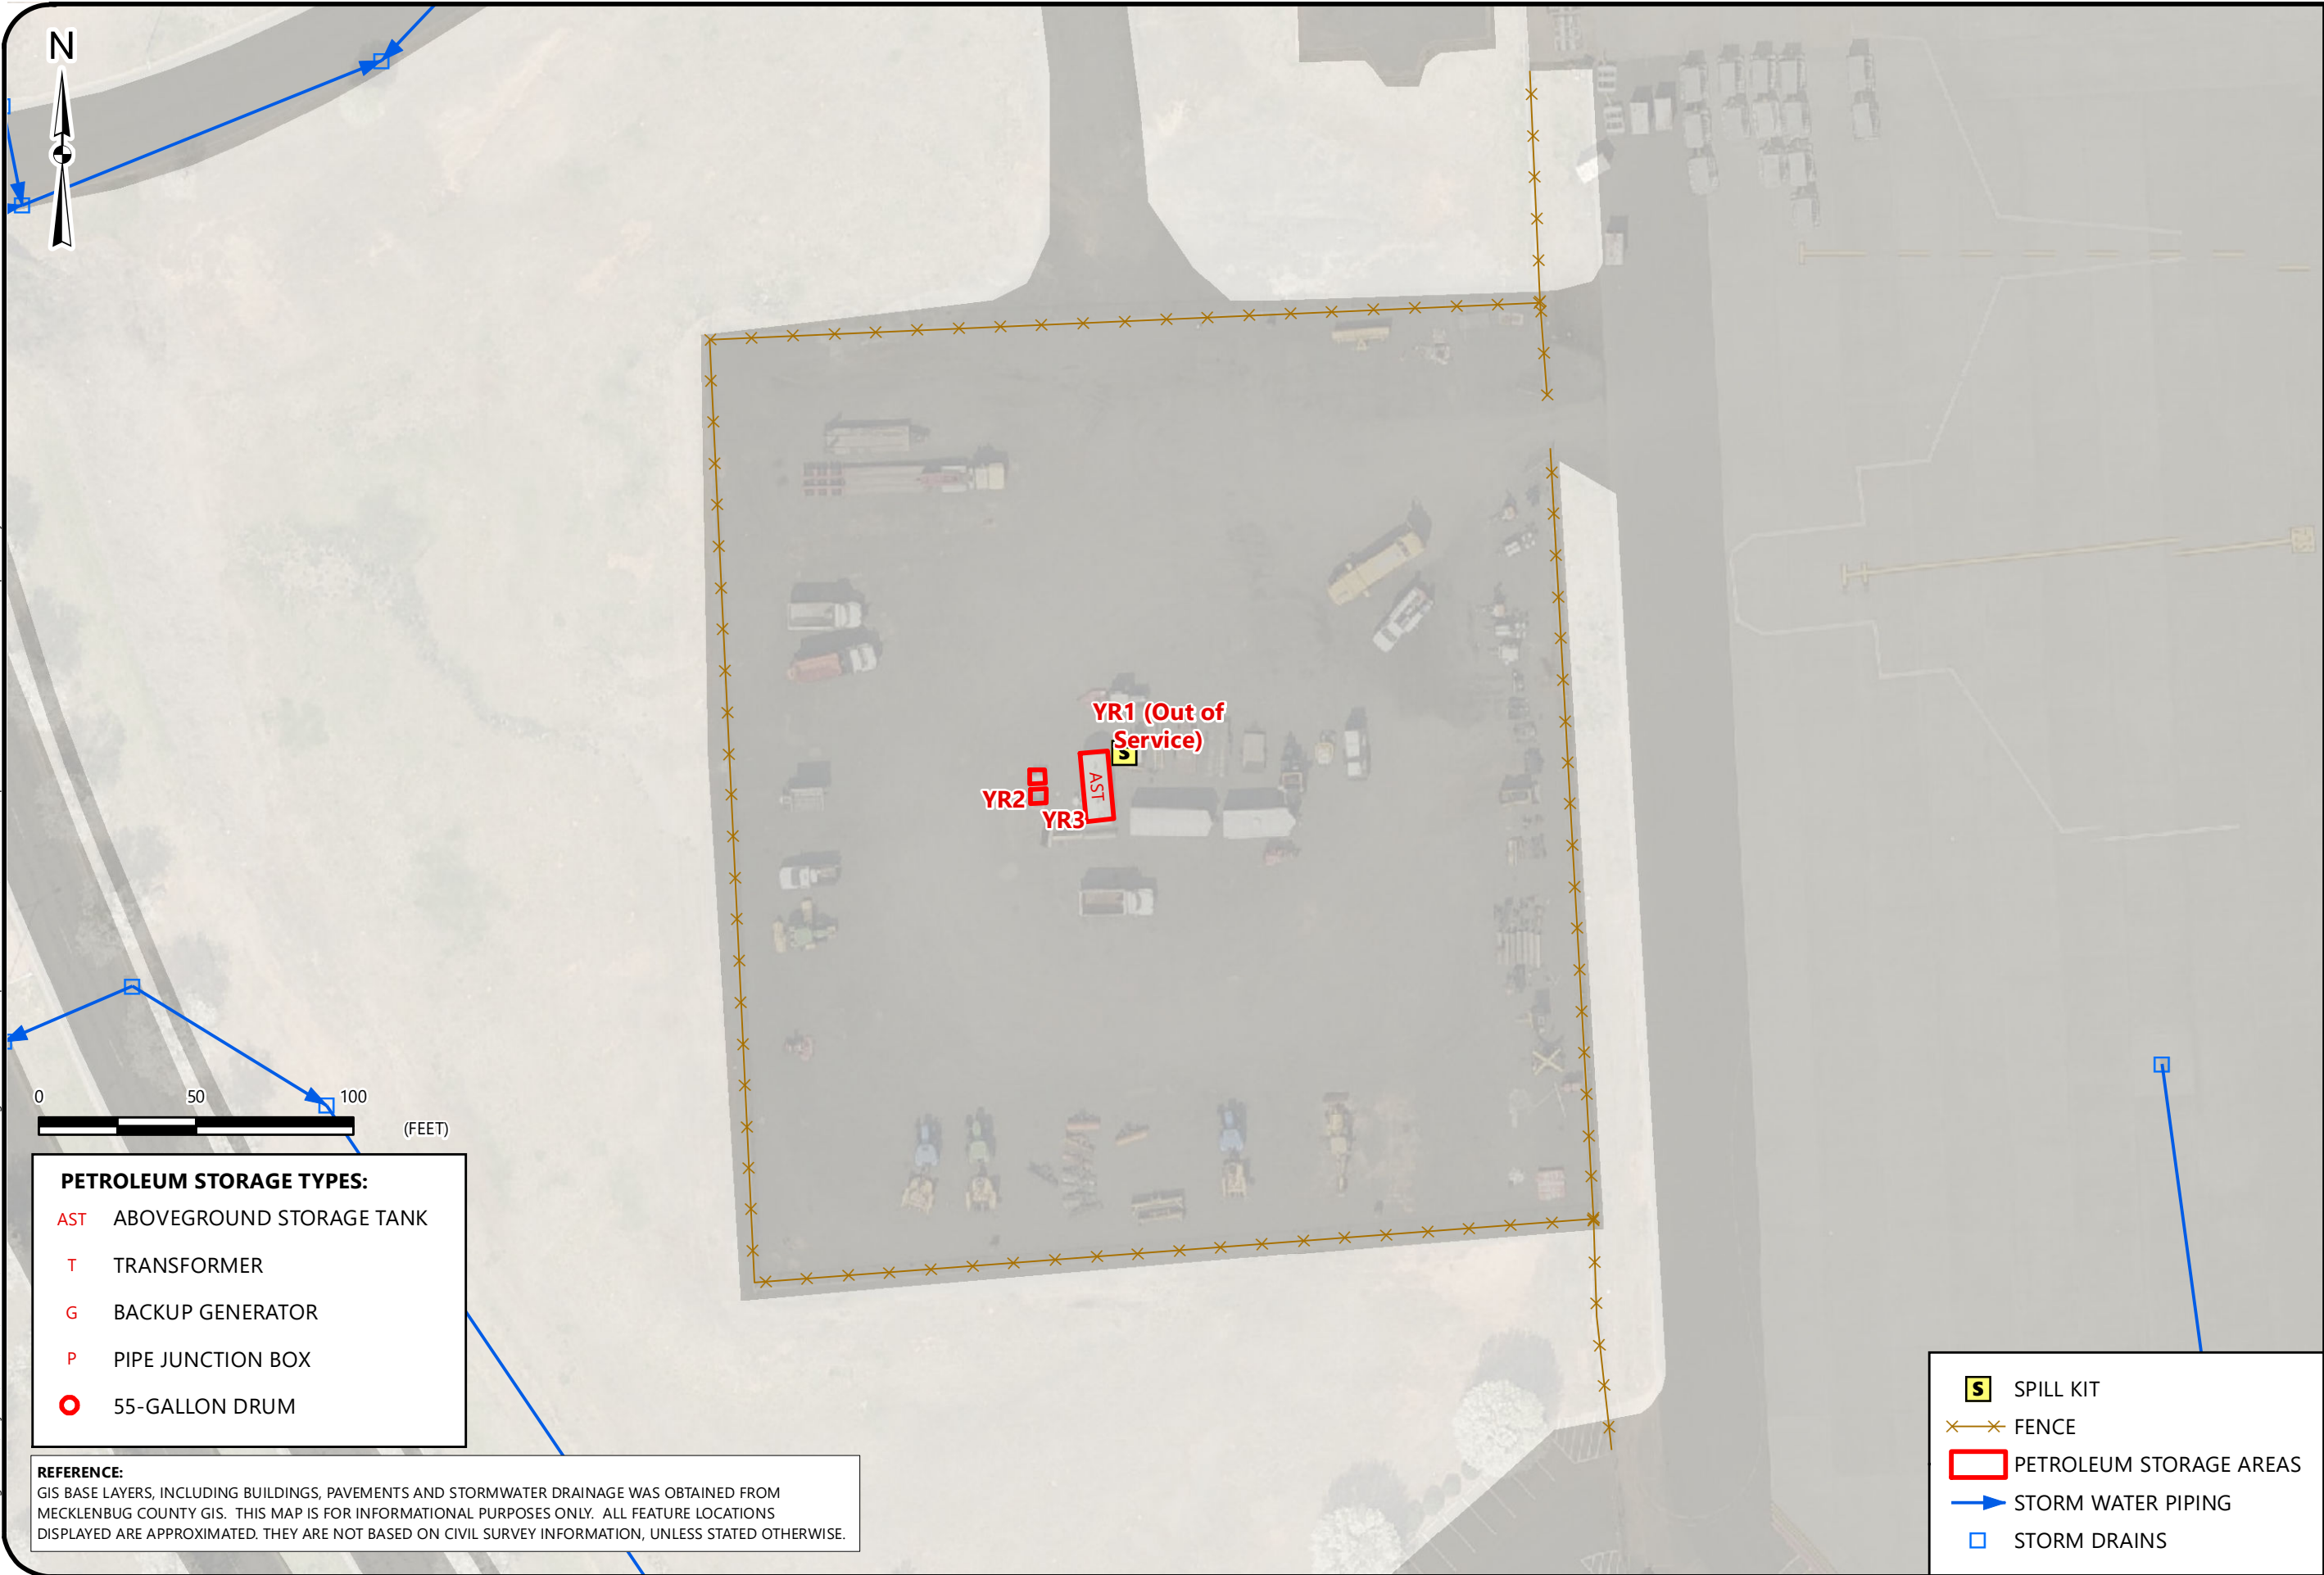 N
YR1 (Out of
Service)
S
AST
YR2
YR3
0 50 100
(FEET)
PETROLEUM STORAGE TYPES:
AST ABOVEGROUND STORAGE TANK
T TRANSFORMER
G BACKUP GENERATOR
P PIPE JUNCTION BOX
55-GALLON DRUM
REFERENCE:
GIS BASE LAYERS, INCLUDING BUILDINGS, PAVEMENTS AND STORMWATER DRAINAGE WAS OBTAINED FROM
MECKLENBUG COUNTY GIS. THIS MAP IS FOR INFORMATIONAL PURPOSES ONLY. ALL FEATURE LOCATIONS
DISPLAYED ARE APPROXIMATED. THEY ARE NOT BASED ON CIVIL SURVEY INFORMATION, UNLESS STATED OTHERWISE.
S SPILL KIT
FENCE
PETROLEUM STORAGE AREAS
STORM WATER PIPING
STORM DRAINS